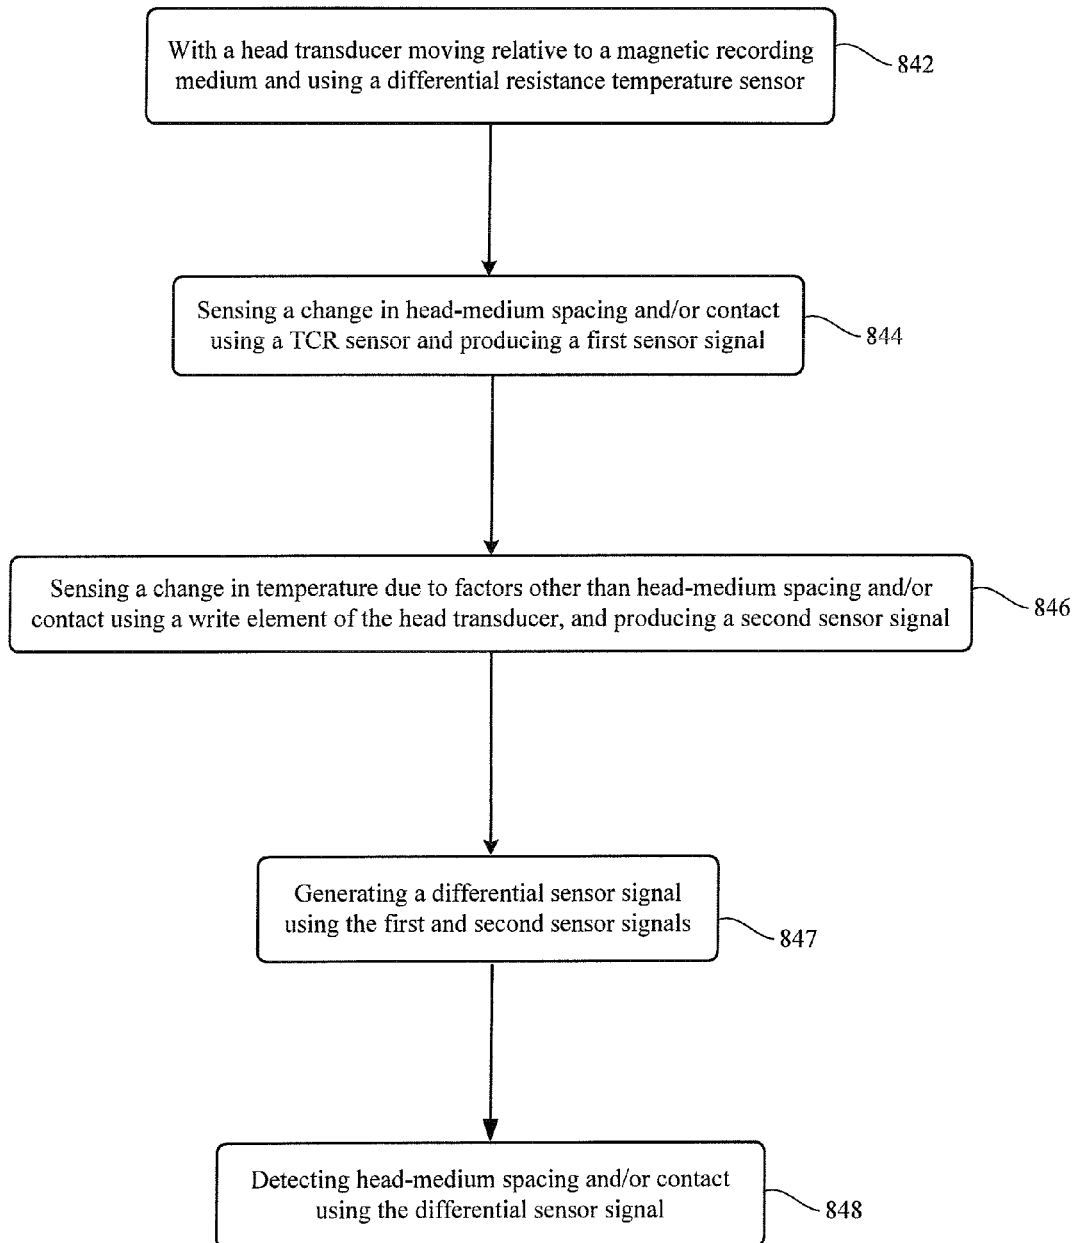 With a head transducer moving relative to a magnetic recording
medium and using a differential resistance temperature sensor
842
Sensing a change in head-medium spacing and/or contact
using a TCR sensor and producing a first sensor signal
844
Sensing a change in temperature due to factors other than head-medium spacing and/or
contact using a write element of the head transducer, and producing a second sensor signal
846
Generating a differential sensor signal
using the first and second sensor signals
847
Detecting head-medium spacing and/or contact
using the differential sensor signal
848